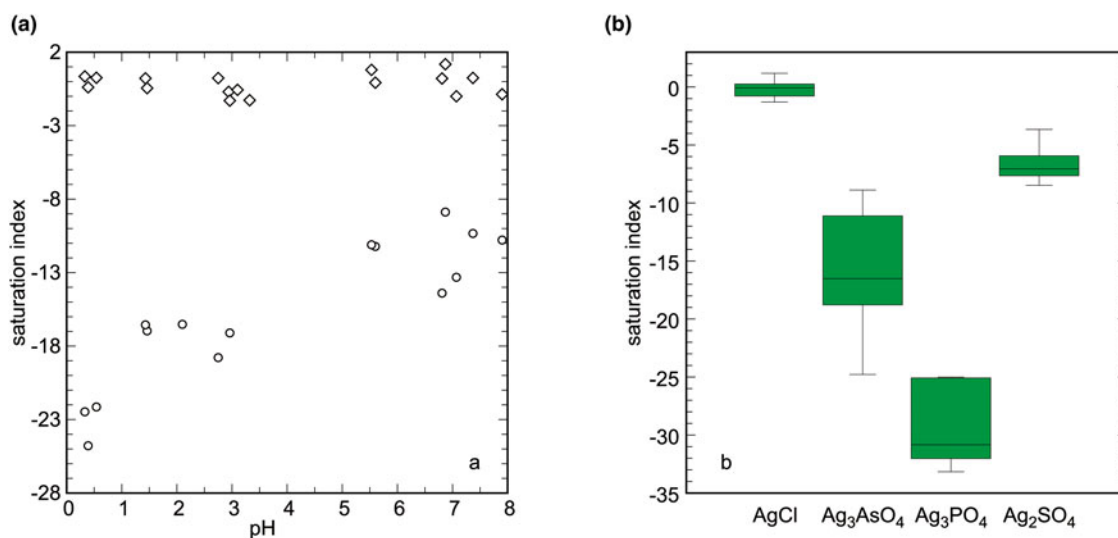 (a)
2
-3
-8
-13
-18
-23
-28
saturation index
0 1 2 3 4 5 6 7 8
pH
a
(b)
0
-5
-10
-15
-20
-25
-30
-35
saturation index
b
AgCl Ag₃AsO₄ Ag₃PO₄ Ag₂SO₄